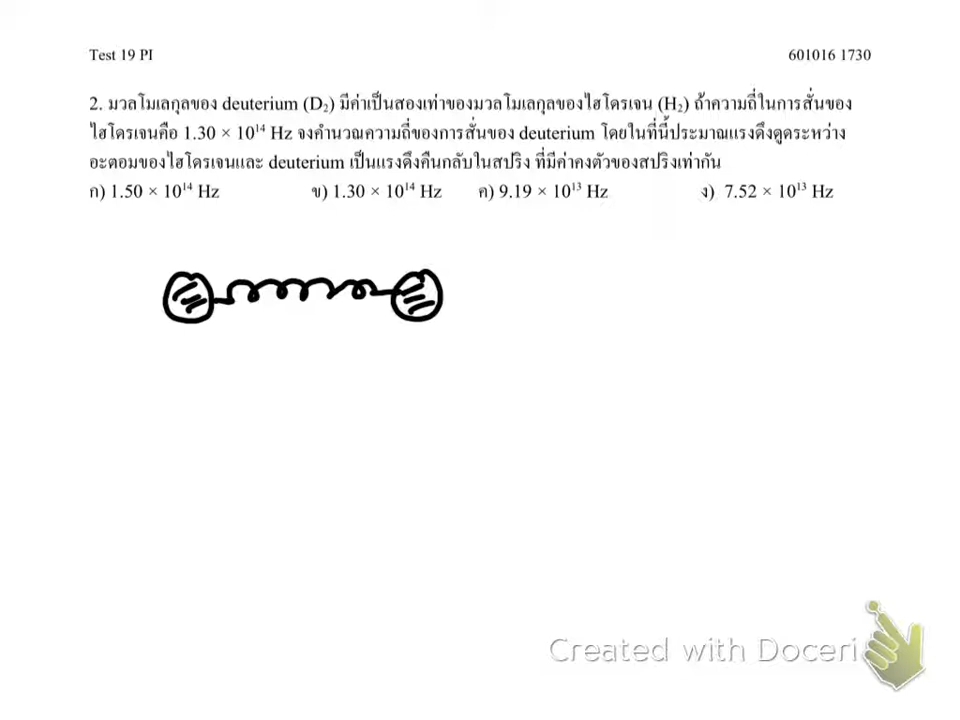 Test 19 PI 601016 1730
2. มวลโมเลกุลของ deuterium (D₂) มีค่าเป็นสองเท่าของมวลโมเลกุลของไฮโดรเจน (H₂) ถ้าความถี่ในการสั่นของ
ไฮโดรเจนคือ 1.30 × 10¹⁴ Hz จงคำนวณความถี่ของการสั่นของ deuterium โดยในที่นี้ประมาณแรงดึงดูดระหว่าง
อะตอมของไฮโดรเจนและ deuterium เป็นแรงดึงคืนกลับในสปริง ที่มีค่าคงตัวของสปริงเท่ากัน
ก) 1.50 × 10¹⁴ Hz ข) 1.30 × 10¹⁴ Hz ค) 9.19 × 10¹³ Hz ง) 7.52 × 10¹³ Hz
Created with Doceri